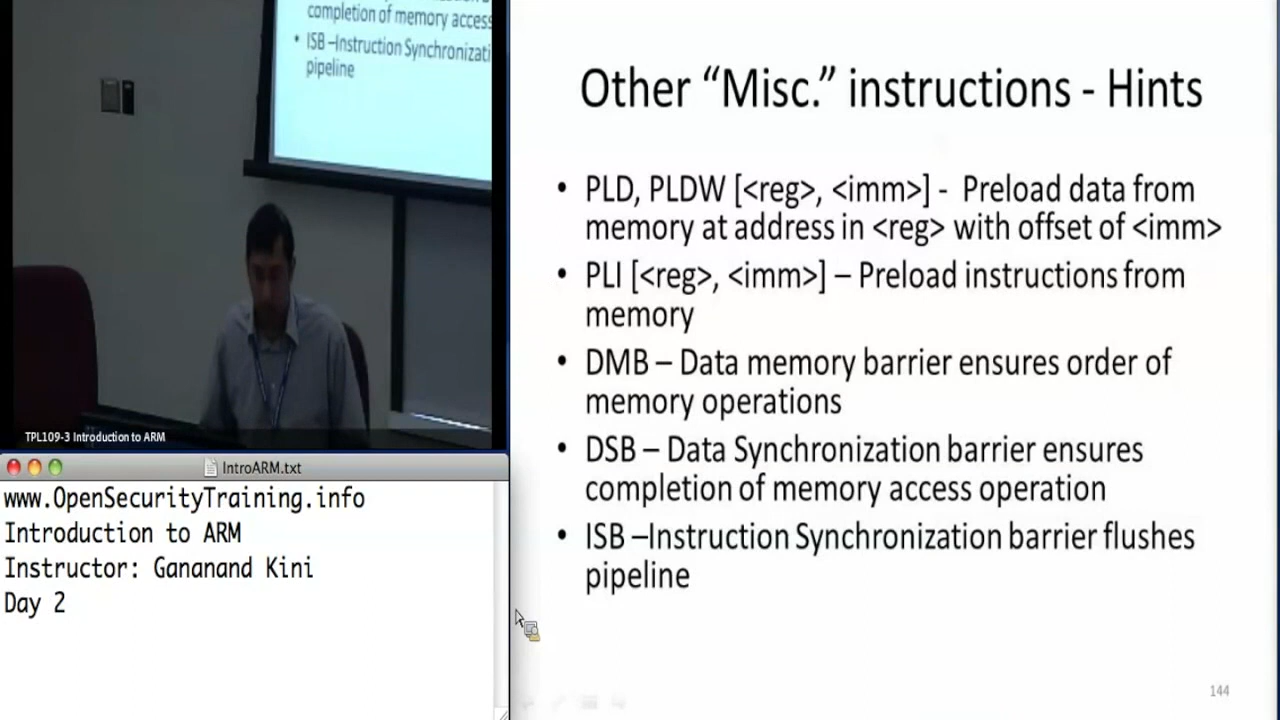 completion of memory access
• ISB –Instruction Synchronizati
pipeline
TPL109-3 Introduction to ARM
IntroARM.txt
www.OpenSecurityTraining.info
Introduction to ARM
Instructor: Gananand Kini
Day 2
Other “Misc.” instructions - Hints
• PLD, PLDW [<reg>, <imm>] - Preload data from
memory at address in <reg> with offset of <imm>
• PLI [<reg>, <imm>] – Preload instructions from
memory
• DMB – Data memory barrier ensures order of
memory operations
• DSB – Data Synchronization barrier ensures
completion of memory access operation
• ISB –Instruction Synchronization barrier flushes
pipeline
144